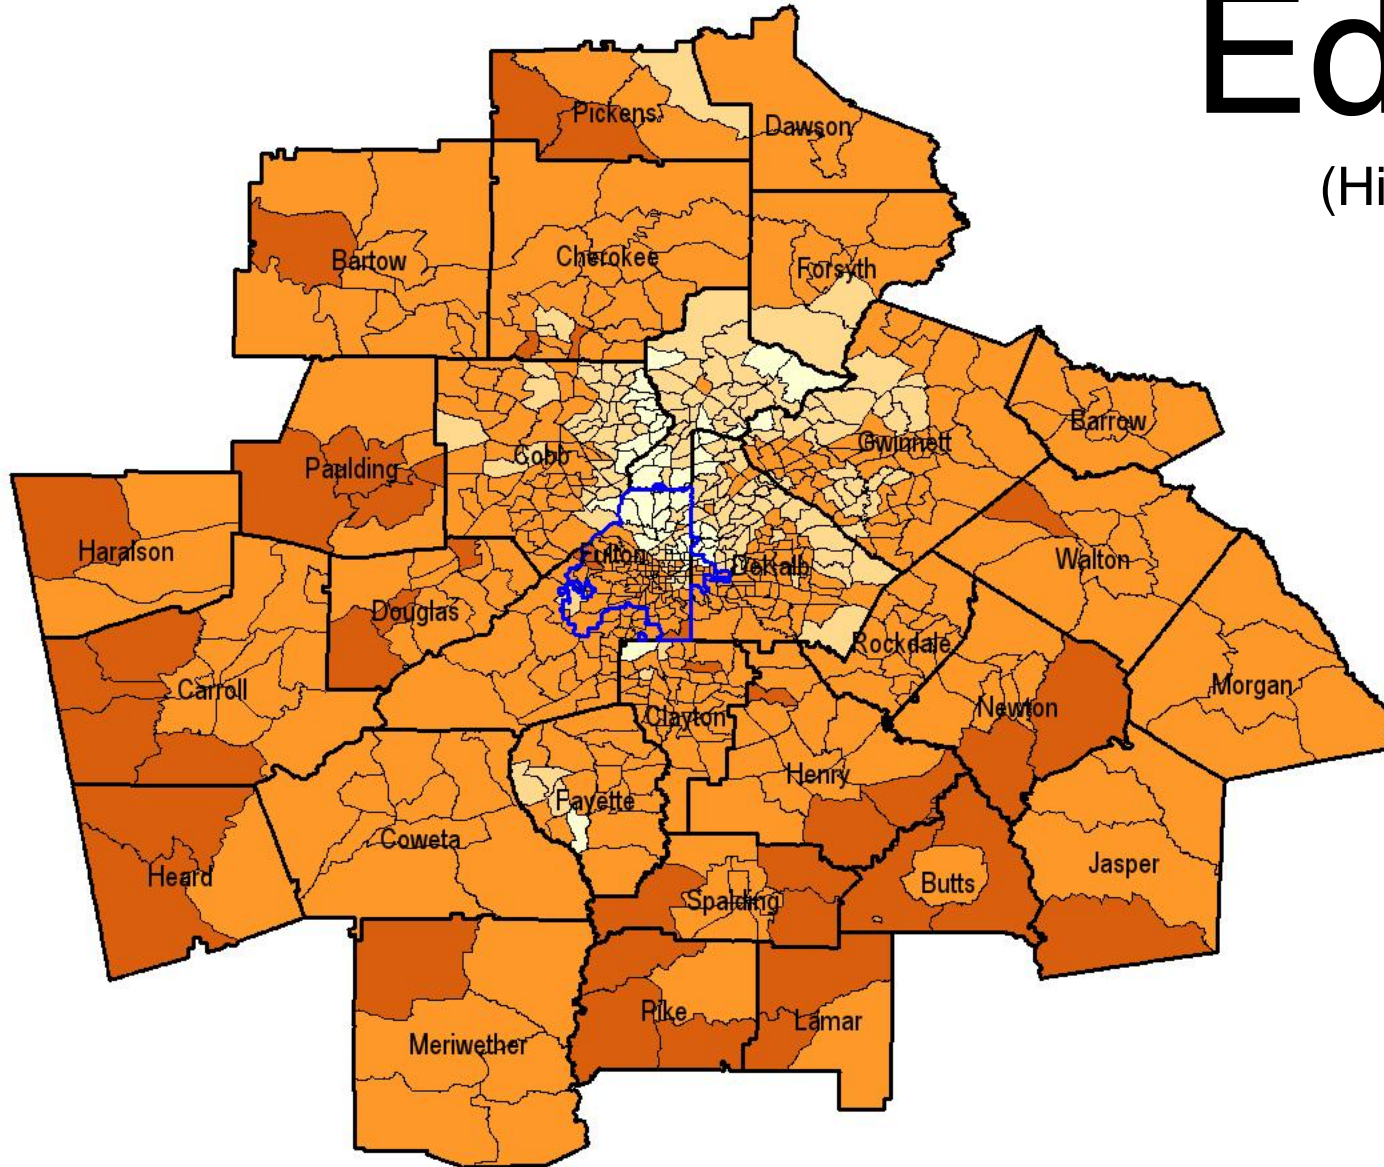 Ed
(Hi
Pickens
Dawson
Bartow
Cherokee
Forsyth
Barrow
Gwinnett
Cobb
Paulding
Haralson
Fulton
DeKalb
Walton
Douglas
Rockdale
Carroll
Clayton
Newton
Morgan
Henry
Fayette
Coweta
Heard
Spalding
Butts
Jasper
Pike
Lamar
Meriwether